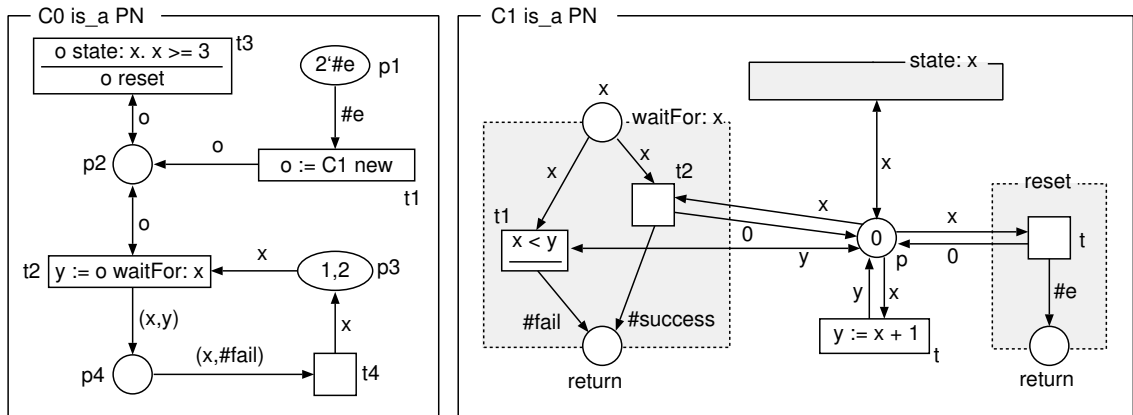 C0 is_a PN
o state: x. x >= 3
o reset
t3
2‘#e
p1
o
#e
p2
o
o := C1 new
t1
o
t2
y := o waitFor: x
x
1,2
p3
(x,y)
x
p4
(x,#fail)
t4
C1 is_a PN
state: x
x
waitFor: x
x
x
t2
x
reset
t1
x < y
x
0
y
0
p
x
0
t
#fail
#success
y
x
#e
y := x + 1
t
return
return